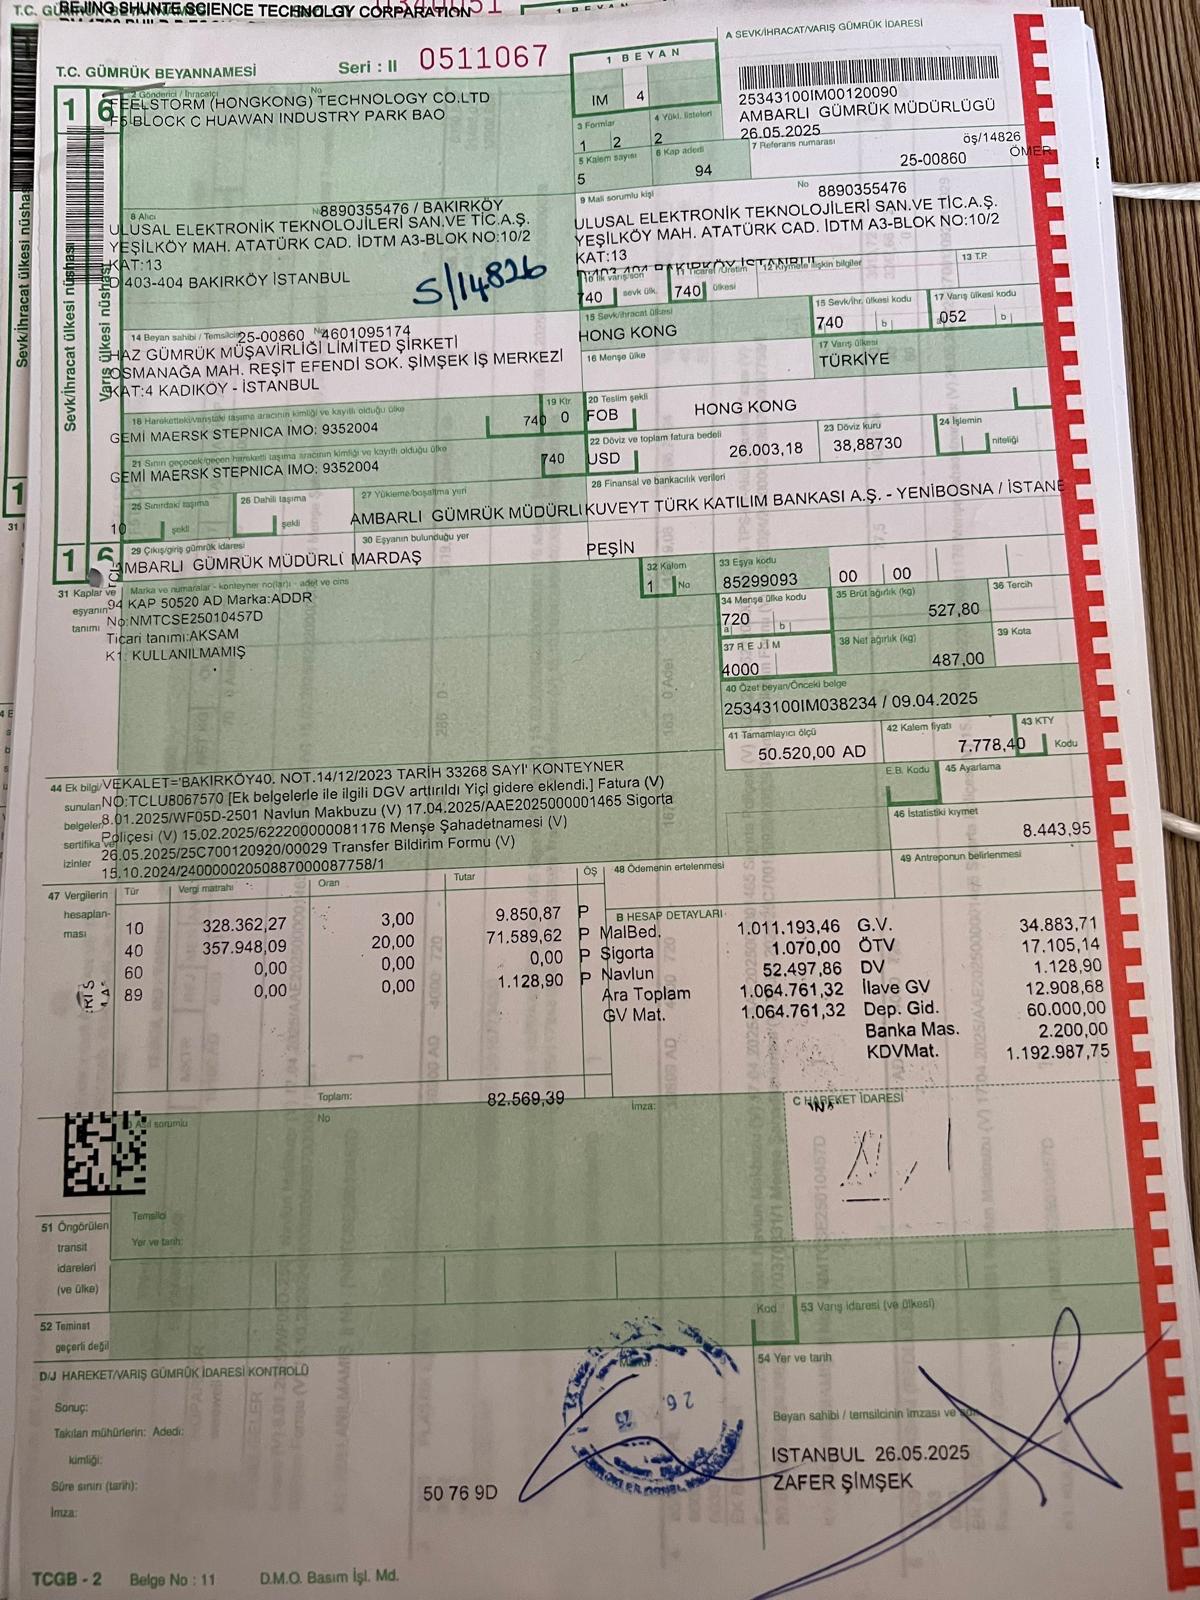 BEJING SHUNTE SCIENCE TECHNOLGY CORPORATION
T.C. GÜMRÜK BEYANNAMESİ
Seri : II 0511067
1 BEYAN
IM 4
A SEVK/İHRACAT/VARIŞ GÜMRÜK İDARESİ
25343100IM00120090
AMBARLI GÜMRÜK MÜDÜRLÜGÜ
26.05.2025
1 6
2 Gönderici / İhracatçı No
FEELSTORM (HONGKONG) TECHNOLOGY CO.LTD
F5 BLOCK C HUAWAN INDUSTRY PARK BAO
3 Formlar
1 2
4 Yükl. listeleri
2
5 Kalem sayısı
5
6 Kap adedi
94
7 Referans numarası
öş/14826
25-00860 ÖMER
8 Alıcı No 8890355476 / BAKIRKÖY
ULUSAL ELEKTRONİK TEKNOLOJİLERİ SAN.VE TİC.A.Ş.
YEŞİLKÖY MAH. ATATÜRK CAD. İDTM A3-BLOK NO:10/2
KAT:13
D 403-404 BAKIRKÖY İSTANBUL
S/14826
9 Mali sorumlu kişi No 8890355476
ULUSAL ELEKTRONİK TEKNOLOJİLERİ SAN.VE TİC.A.Ş.
YEŞİLKÖY MAH. ATATÜRK CAD. İDTM A3-BLOK NO:10/2
KAT:13
D 403-404 BAKIRKÖY İSTANBUL
10 İlk varış/son sevk ülk.
740
11 Ticaret / Üretim ülkesi
740
12 Kıymete ilişkin bilgiler
13 T.P.
14 Beyan sahibi / Temsilcisi 25-00860 No 4601095174
HAZ GÜMRÜK MÜŞAVİRLİĞİ LİMİTED ŞİRKETİ
OSMANAĞA MAH. REŞİT EFENDİ SOK. ŞİMŞEK İŞ MERKEZİ
KAT:4 KADIKÖY - İSTANBUL
15 Sevk/ihracat ülkesi
HONG KONG
15 Sevk/ihr. ülkesi kodu
740 b
17 Varış ülkesi kodu
052 b
16 Menşe ülke
17 Varış ülkesi
TÜRKİYE
18 Hareketteki/varıştaki taşıma aracının kimliği ve kayıtlı olduğu ülke
GEMİ MAERSK STEPNICA IMO: 9352004 740
19 Ktr.
0
20 Teslim şekli
FOB HONG KONG
21 Sınırı geçecek/geçen hareketli taşıma aracının kimliği ve kayıtlı olduğu ülke
GEMİ MAERSK STEPNICA IMO: 9352004 740
22 Döviz ve toplam fatura bedeli
USD 26.003,18
23 Döviz kuru
38,88730
24 İşlemin niteliği
25 Sınırdaki taşıma şekli
10
26 Dahili taşıma şekli
27 Yükleme/boşaltma yeri
AMBARLI GÜMRÜK MÜDÜRLİ
28 Finansal ve bankacılık verileri
KUVEYT TÜRK KATILIM BANKASI A.Ş. - YENİBOSNA / İSTANE
PEŞİN
29 Çıkış/giriş gümrük idaresi
AMBARLI GÜMRÜK MÜDÜRLİ
30 Eşyanın bulunduğu yer
MARDAŞ
31 Kaplar ve eşyanın tanımı
Marka ve numaralar - konteyner no(ları) - adet ve cins
94 KAP 50520 AD Marka:ADDR
No:NMTCSE25010457D
Ticari tanımı:AKSAM
K1: KULLANILMAMIŞ
32 Kalem
1 No
33 Eşya kodu
85299093 00 00
34 Menşe ülke kodu
720
a b
35 Brüt ağırlık (kg)
527,80
36 Tercih
37 REJİM
4000
38 Net ağırlık (kg)
487,00
39 Kota
40 Özet beyan/Önceki belge
25343100IM038234 / 09.04.2025
41 Tamamlayıcı ölçü
50.520,00 AD
42 Kalem fiyatı
7.778,40
43 KTY
Kodu
44 Ek bilgi/ sunulan belgeler sertifika ve izinler
VEKALET='BAKIRKÖY40. NOT.14/12/2023 TARİH 33268 SAYI' KONTEYNER
NO:TCLU8067570 [Ek belgelerle ile ilgili DGV arttırıldı Yiçi gidere eklendi.] Fatura (V)
8.01.2025/WF05D-2501 Navlun Makbuzu (V) 17.04.2025/AAE2025000001465 Sigorta
Poliçesi (V) 15.02.2025/622200000081176 Menşe Şahadetnamesi (V)
26.05.2025/25C700120920/00029 Transfer Bildirim Formu (V)
15.10.2024/2400000205088700008 7758/1
E.B. Kodu
45 Ayarlama
46 İstatistiki kıymet
8.443,95
47 Vergilerin hesaplanması
Tür Vergi matrahı Oran Tutar ÖŞ
10 328.362,27 3,00 9.850,87 P
40 357.948,09 20,00 71.589,62 P
60 0,00 0,00 0,00 P
89 0,00 0,00 1.128,90 P
Toplam: 82.569,39
48 Ödemenin ertelenmesi
49 Antreponun belirlenmesi
B HESAP DETAYLARI
MalBed. 1.011.193,46 G.V. 34.883,71
Sigorta 1.070,00 ÖTV 17.105,14
Navlun 52.497,86 DV 1.128,90
Ara Toplam 1.064.761,32 İlave GV 12.908,68
GV Mat. 1.064.761,32 Dep. Gid. 60.000,00
Banka Mas. 2.200,00
KDVMat. 1.192.987,75
Asıl sorumlu
No
İmza:
C HAREKET İDARESİ
Temsilci
Yer ve tarih:
51 Öngörülen transit idareleri (ve ülke)
52 Teminat geçerli değil
Kod
53 Varış idaresi (ve ülkesi)
D/J HAREKET/VARIŞ GÜMRÜK İDARESİ KONTROLÜ
Sonuç:
Takılan mühürlerin: Adedi:
kimliği:
Süre sınırı (tarih):
İmza:
50 76 9D
54 Yer ve tarih
Beyan sahibi / temsilcinin imzası ve adı
ISTANBUL 26.05.2025
ZAFER ŞİMŞEK
TCGB - 2 Belge No : 11 D.M.O. Basım İşl. Md.
Sevk/İhracat ülkesi nüshası
Varış ülkesi nüshası